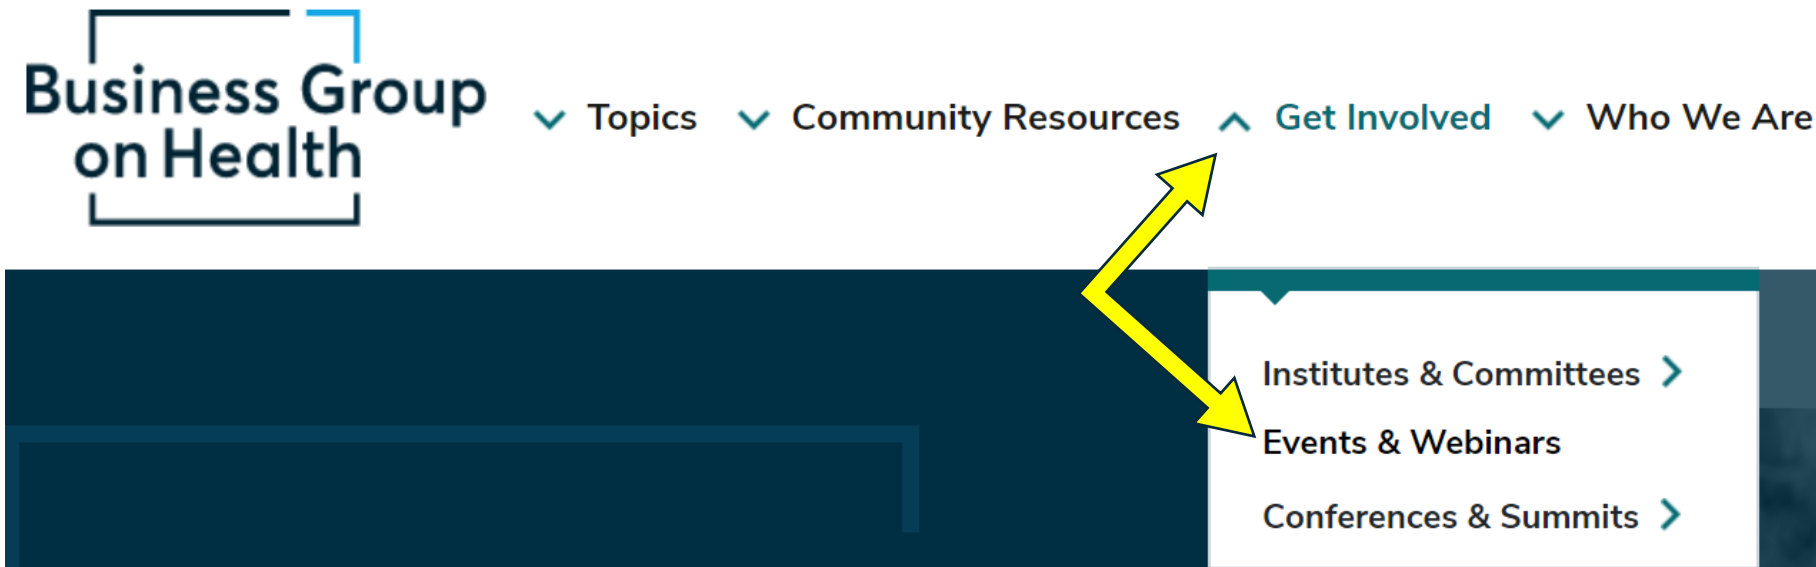 Business Group
on Health
Topics
Community Resources
Get Involved
Who We Are
Institutes & Committees
Events & Webinars
Conferences & Summits